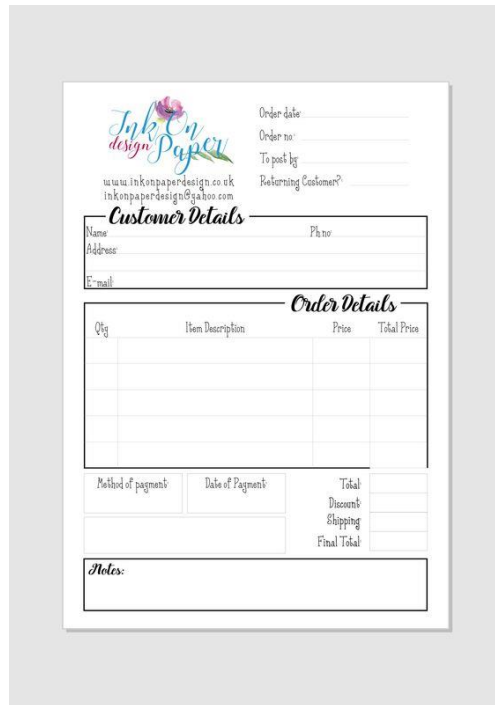 Ink On
design Paper
www.inkonpaperdesign.co.uk
inkonpaperdesign@yahoo.com
Order date:
Order no:
To post by:
Returning Customer?:
Customer Details
Name: Ph no:
Address:
E-mail:
Order Details
Qty Item Description Price Total Price
Method of payment: Date of Payment: Total:
Discount:
Shipping:
Final Total:
Notes: